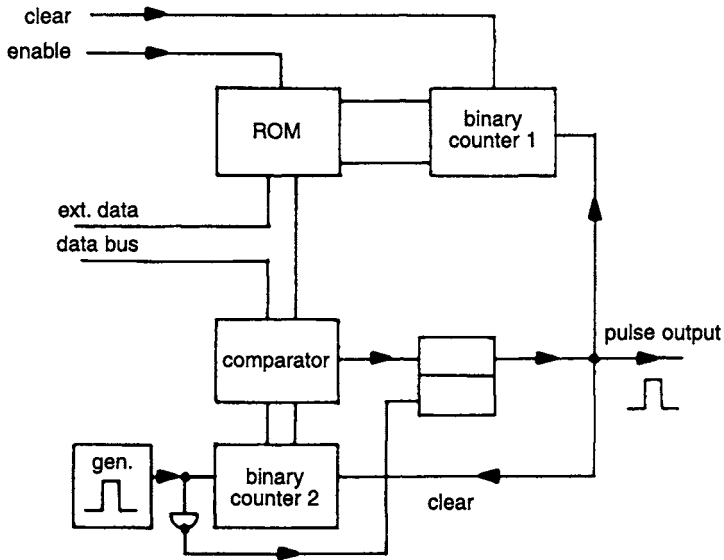 clear
enable
ROM
binary
counter 1
ext. data
data bus
pulse output
comparator
gen.
binary
counter 2
clear